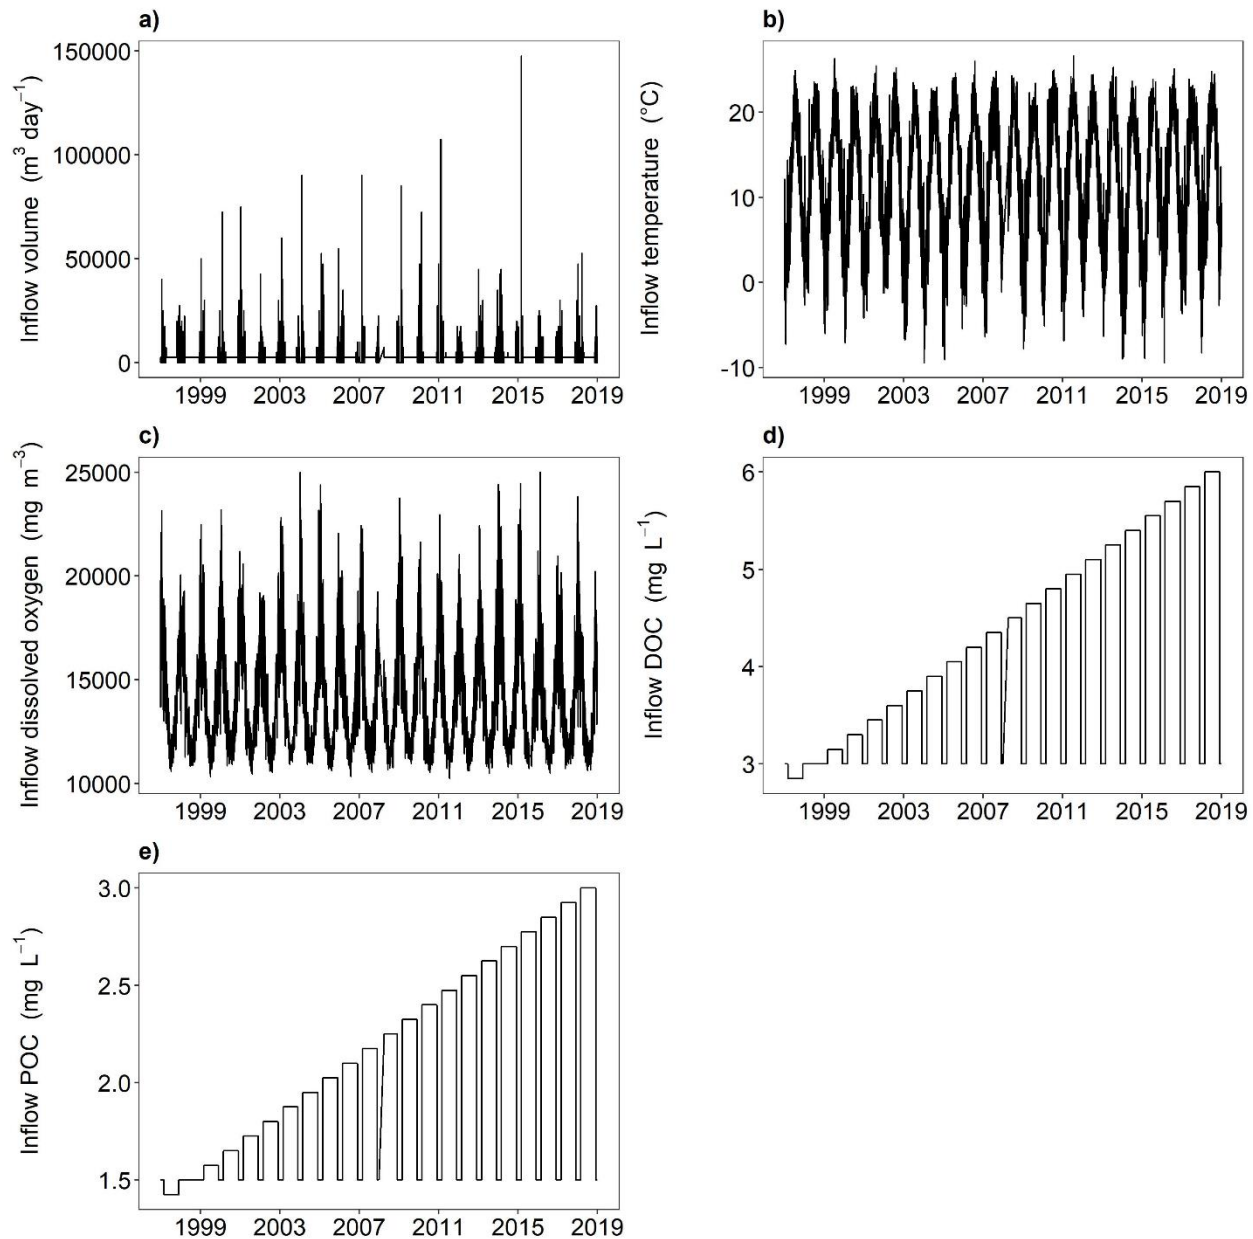 a)
Inflow volume (m³ day⁻¹)
150000
100000
50000
0
1999 2003 2007 2011 2015 2019
b)
Inflow temperature (°C)
20
10
0
-10
1999 2003 2007 2011 2015 2019
c)
Inflow dissolved oxygen (mg m⁻³)
25000
20000
15000
10000
1999 2003 2007 2011 2015 2019
d)
Inflow DOC (mg L⁻¹)
6
5
4
3
1999 2003 2007 2011 2015 2019
e)
Inflow POC (mg L⁻¹)
3.0
2.5
2.0
1.5
1999 2003 2007 2011 2015 2019